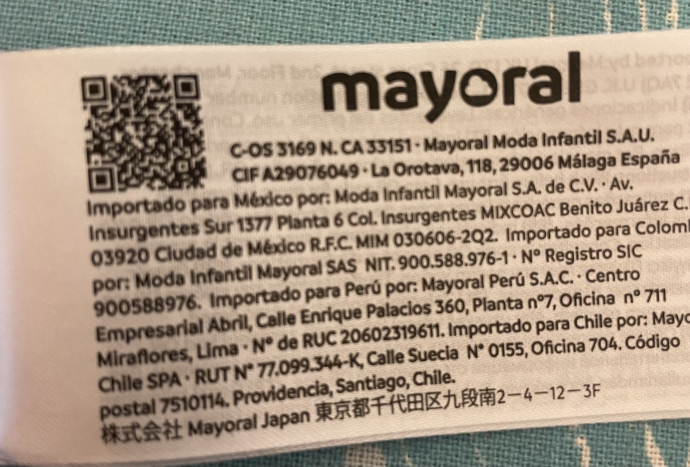 mayoral
C-OS 3169 N. CA 33151 · Mayoral Moda Infantil S.A.U.
CIF A29076049 · La Orotava, 118, 29006 Málaga España
Importado para México por: Moda Infantil Mayoral S.A. de C.V. · Av.
Insurgentes Sur 1377 Planta 6 Col. Insurgentes MIXCOAC Benito Juárez C.
03920 Ciudad de México R.F.C. MIM 030606-2Q2. Importado para Colom
por: Moda Infantil Mayoral SAS NIT. 900.588.976-1 · Nº Registro SIC
900588976. Importado para Perú por: Mayoral Perú S.A.C. · Centro
Empresarial Abril, Calle Enrique Palacios 360, Planta nº7, Oficina nº 711
Miraflores, Lima · Nº de RUC 20602319611. Importado para Chile por: Mayo
Chile SPA · RUT Nº 77.099.344-K, Calle Suecia Nº 0155, Oficina 704. Código
postal 7510114. Providencia, Santiago, Chile.
株式会社 Mayoral Japan 東京都千代田区九段南2－4－12－3F